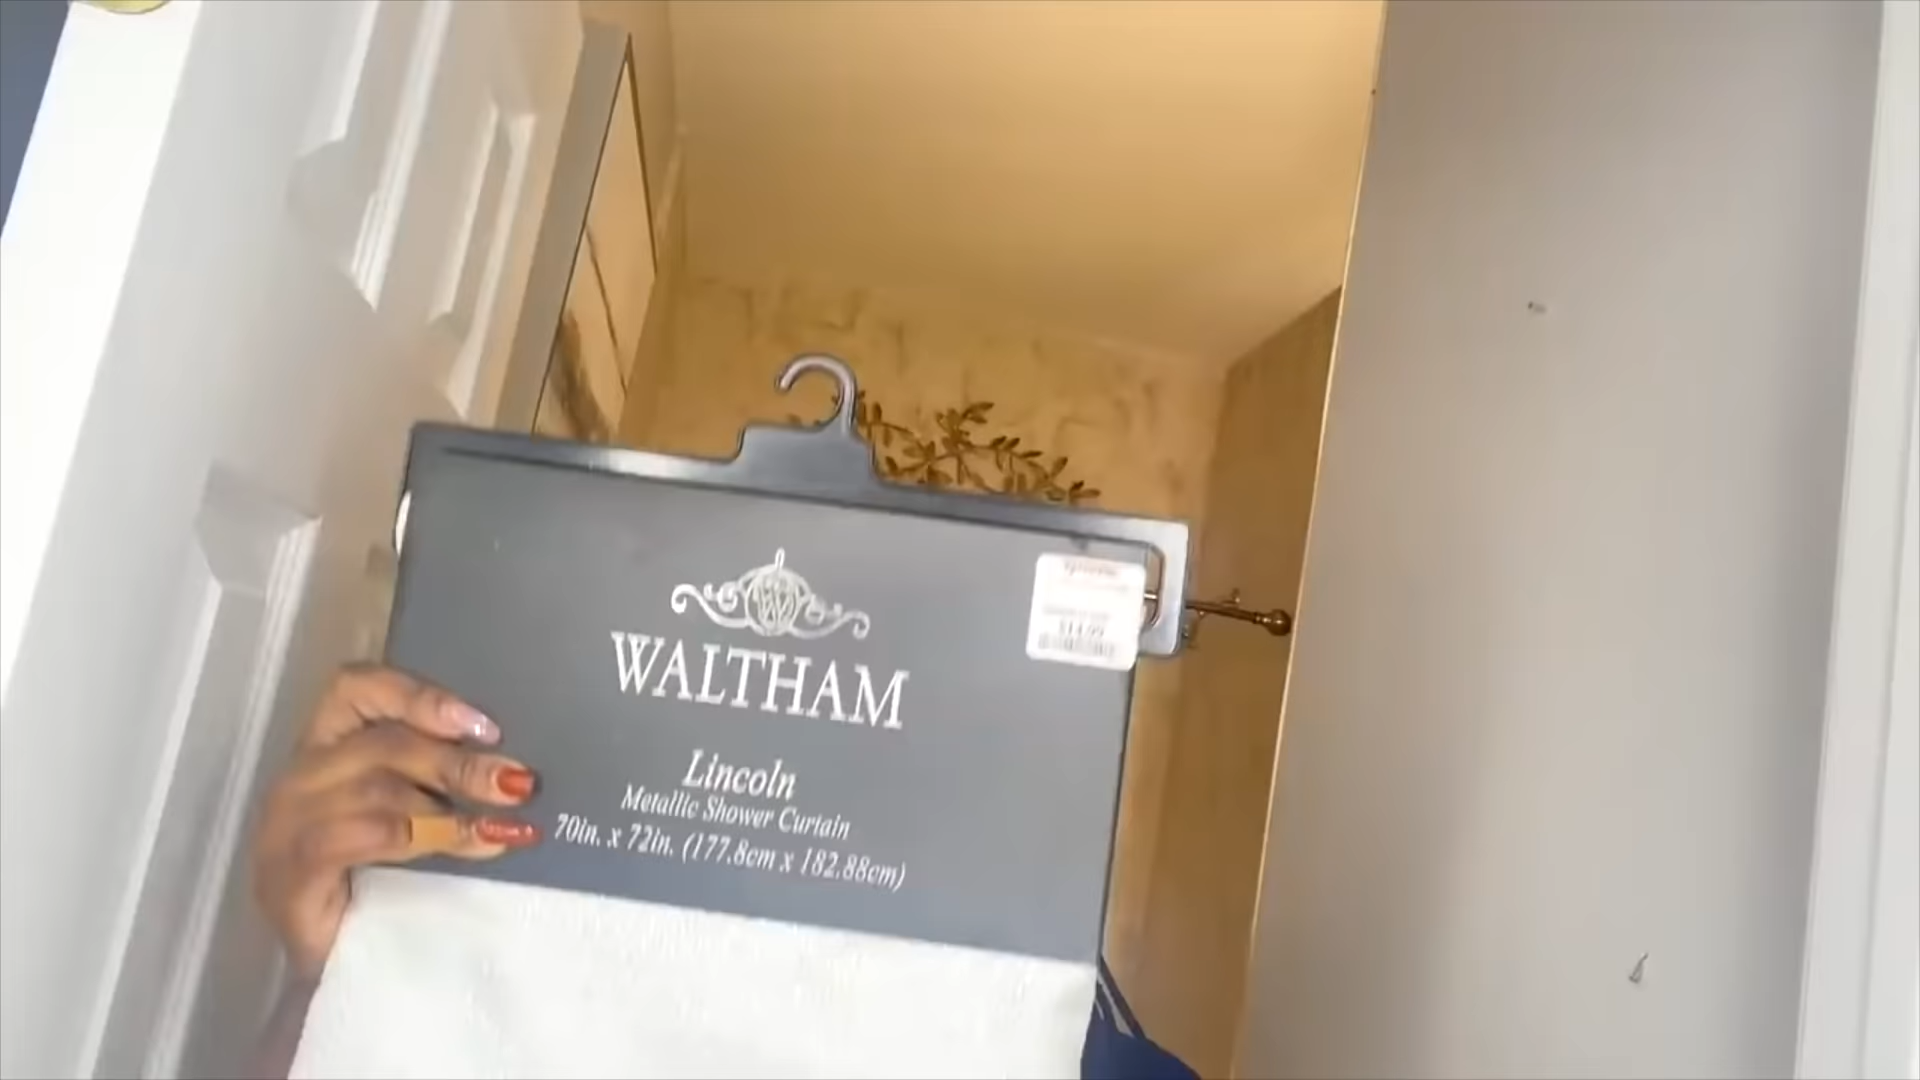 W
WALTHAM
Lincoln
Metallic Shower Curtain
70in. x 72in. (177.8cm x 182.88cm)